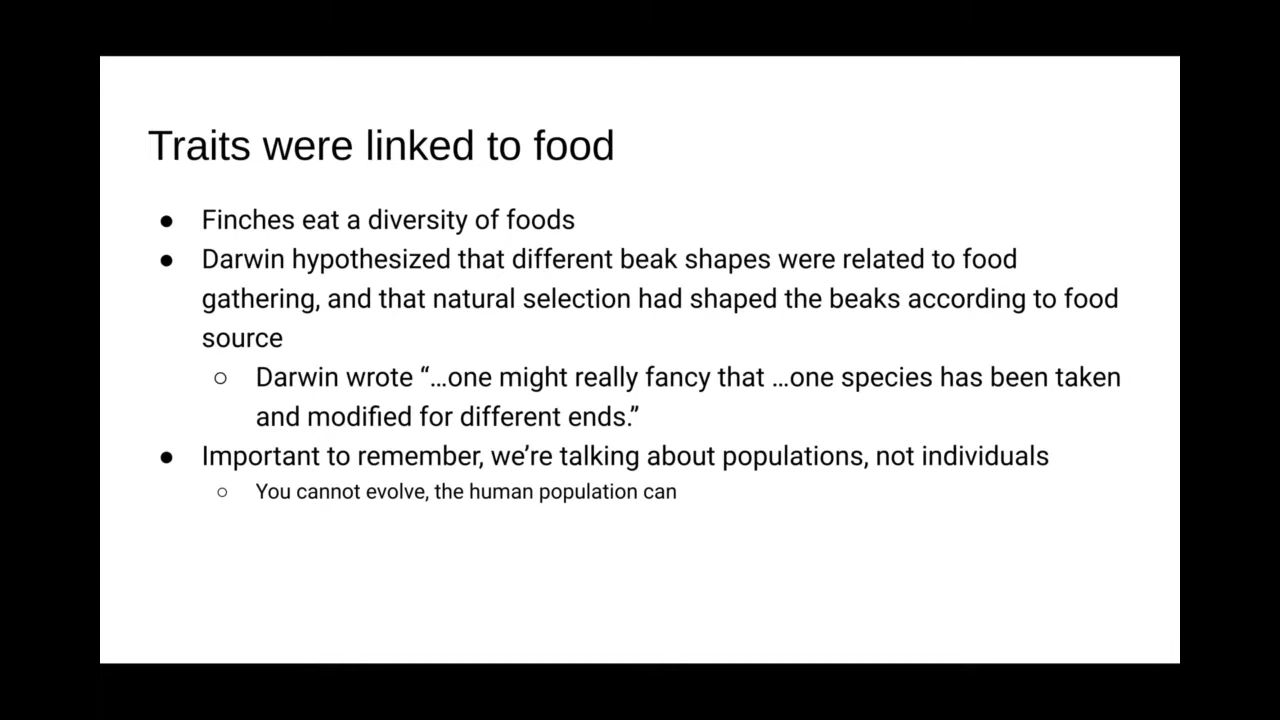 Traits were linked to food
● Finches eat a diversity of foods
● Darwin hypothesized that different beak shapes were related to food
gathering, and that natural selection had shaped the beaks according to food
source
○ Darwin wrote “…one might really fancy that …one species has been taken
and modified for different ends.”
● Important to remember, we’re talking about populations, not individuals
○ You cannot evolve, the human population can